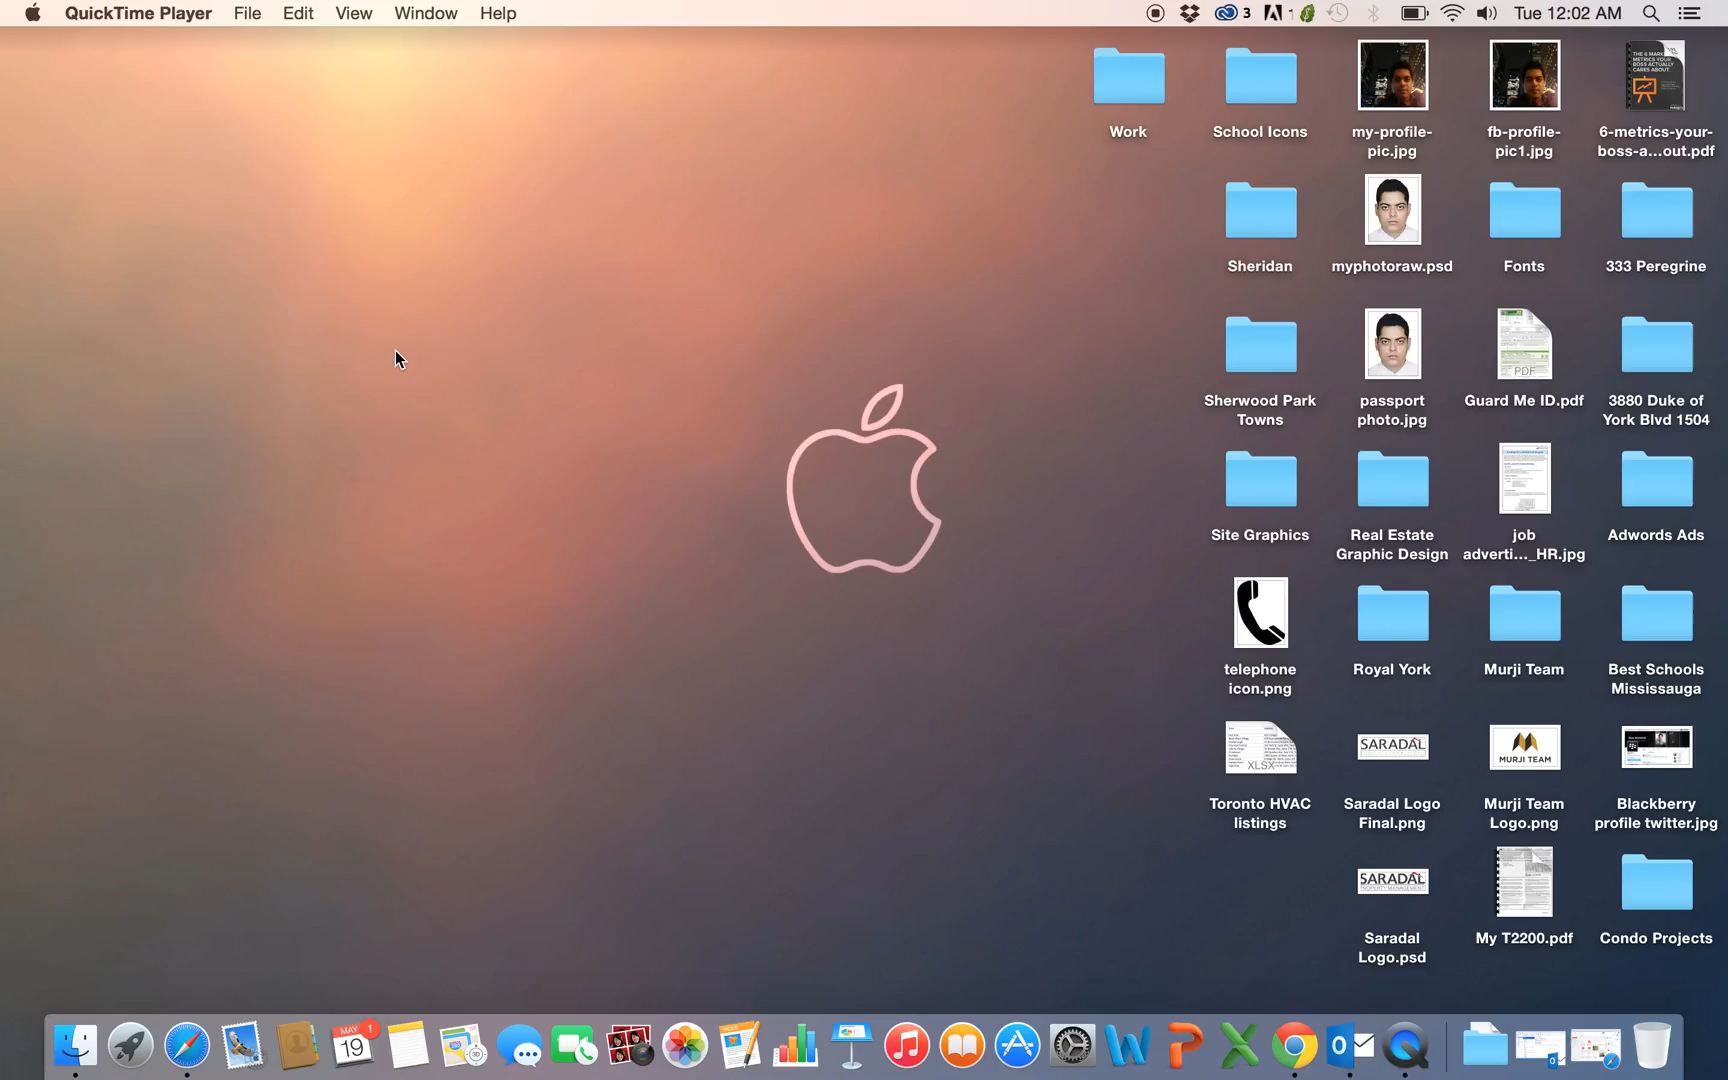 QuickTime Player File Edit View Window Help
3 1 Tue 12:02 AM
Work
School Icons
my-profile-
pic.jpg
fb-profile-
pic1.jpg
THE 6 MARK
METRICS YOUR
BOSS ACTUALLY
CARES ABOUT
6-metrics-your-
boss-a...out.pdf
Sheridan
myphotoraw.psd
Fonts
333 Peregrine
Sherwood Park
Towns
passport
photo.jpg
PDF
Guard Me ID.pdf
3880 Duke of
York Blvd 1504
Site Graphics
Real Estate
Graphic Design
job
adverti..._HR.jpg
Adwords Ads
telephone
icon.png
Royal York
Murji Team
Best Schools
Mississauga
XLSX
Toronto HVAC
listings
SARADAL
Saradal Logo
Final.png
MURJI TEAM
Murji Team
Logo.png
Blackberry
profile twitter.jpg
SARADAL
PROPERTY MANAGEMENT
Saradal
Logo.psd
My T2200.pdf
Condo Projects
MAY 1
19
3D